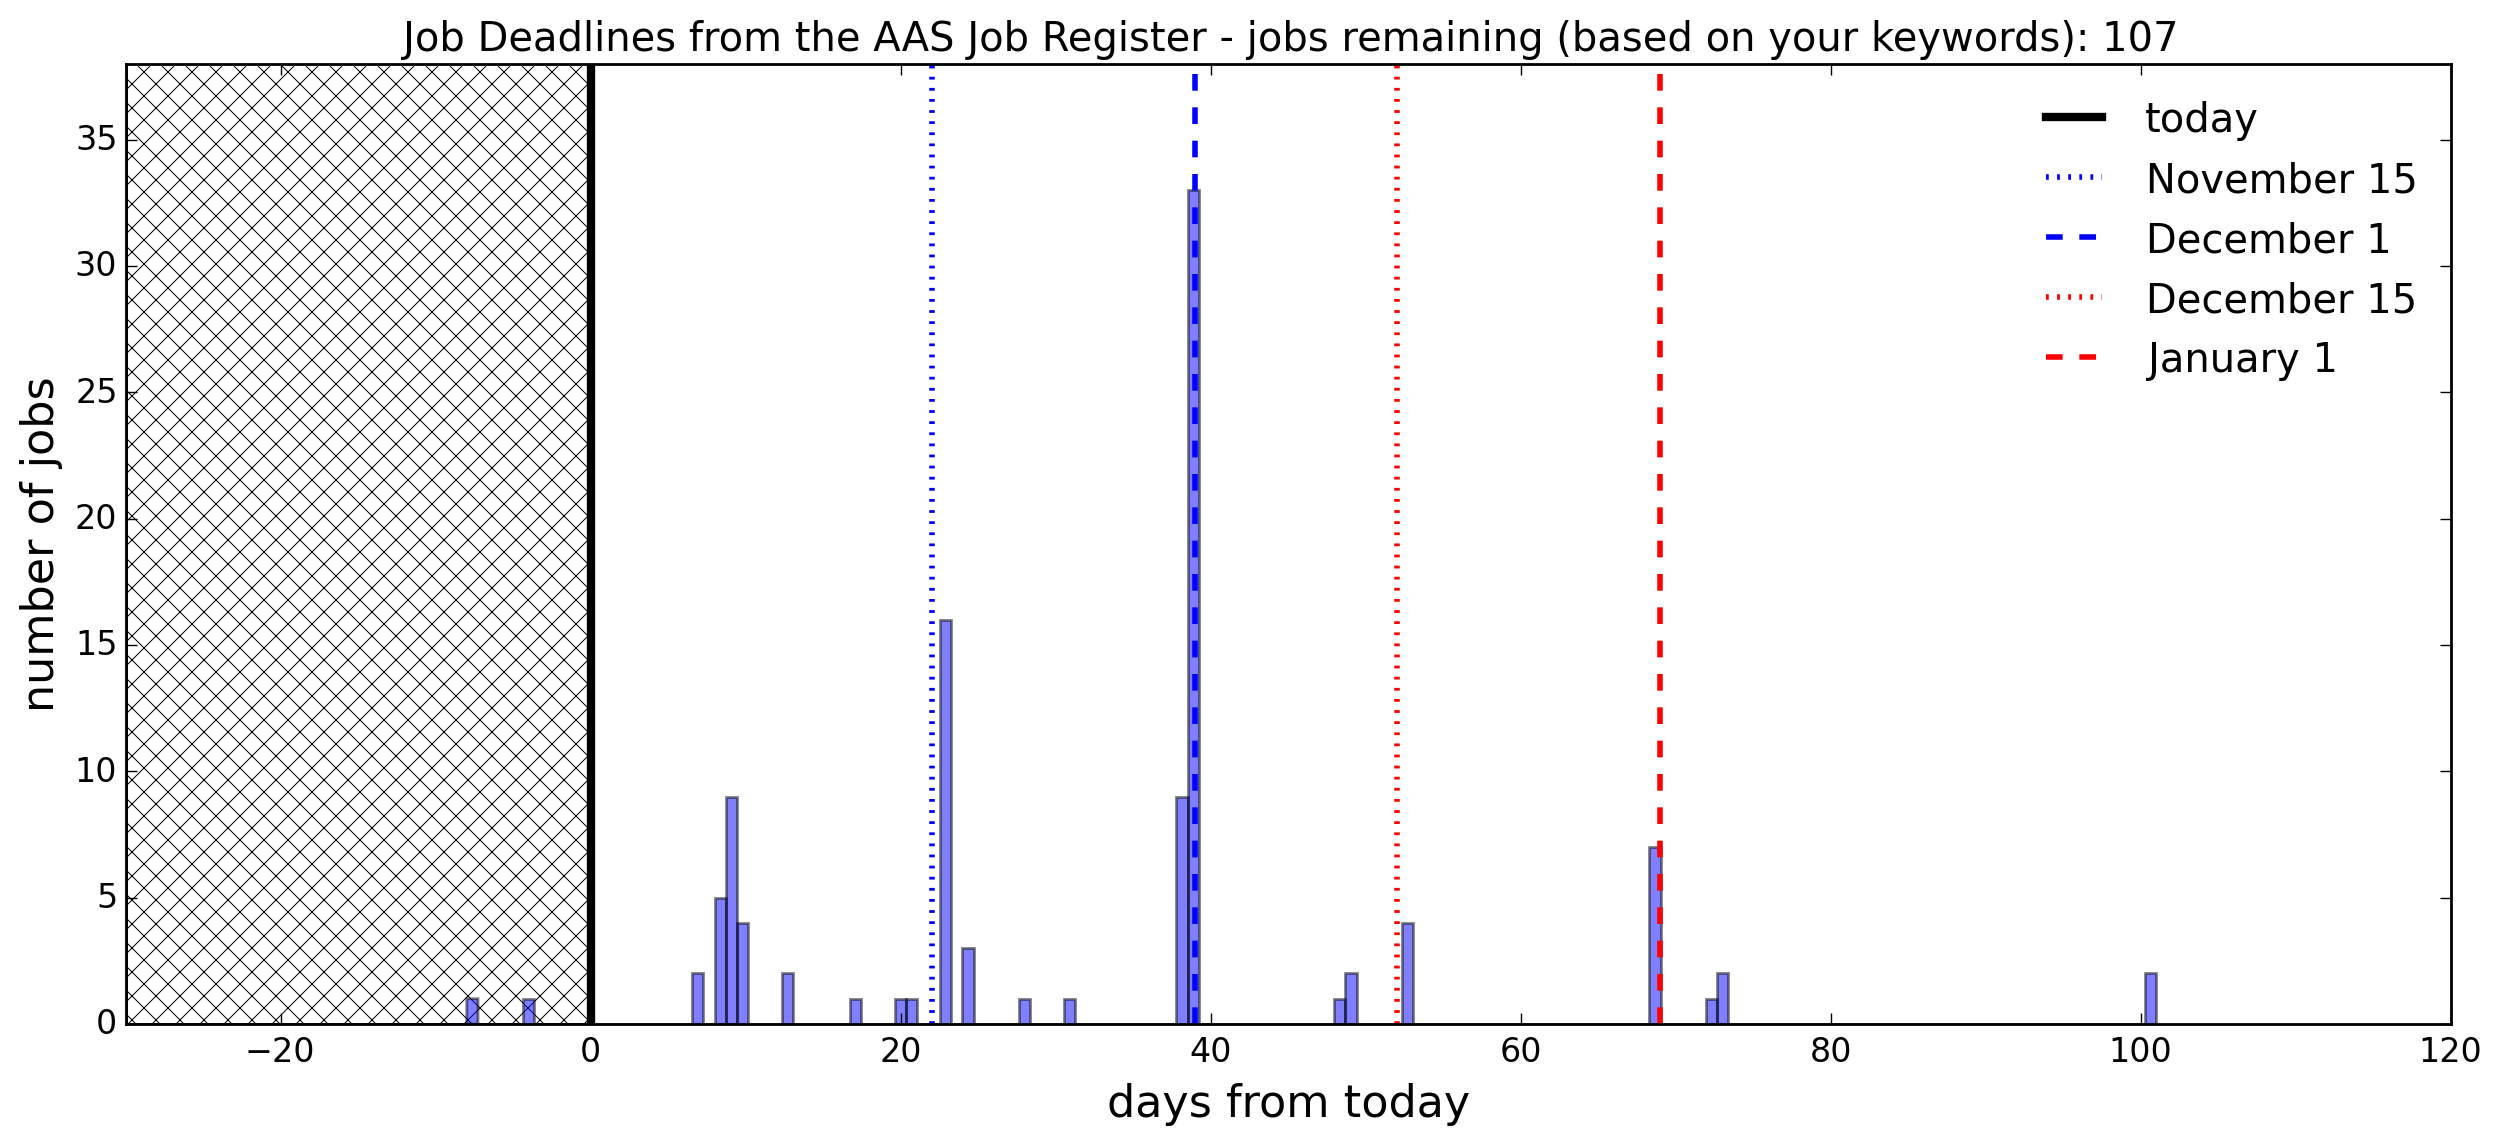 Job Deadlines from the AAS Job Register - jobs remaining (based on your keywords): 107
today
November 15
December 1
December 15
January 1
number of jobs
35
30
25
20
15
10
5
0
−20 0 20 40 60 80 100 120
days from today